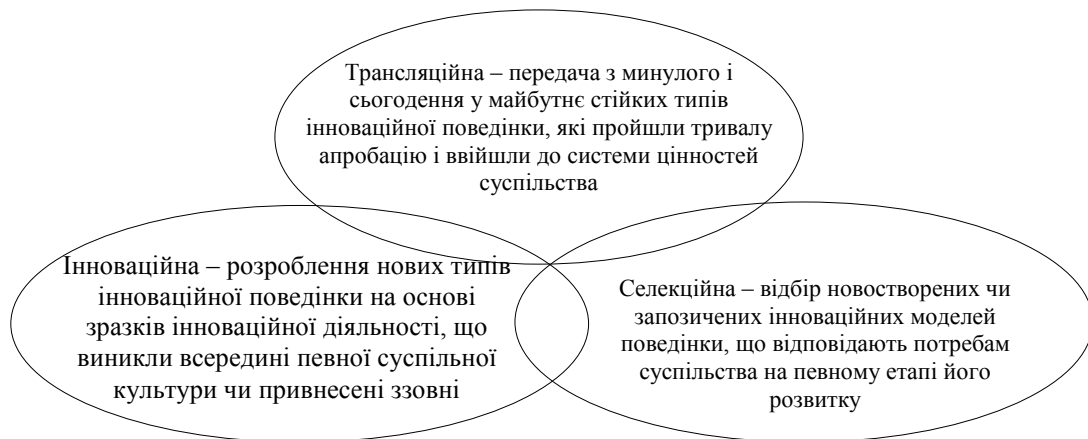 Трансляційна – передача з минулого і
сьогодення у майбутнє стійких типів
інноваційної поведінки, які пройшли тривалу
апробацію і ввійшли до системи цінностей
суспільства
Інноваційна – розроблення нових типів
інноваційної поведінки на основі
зразків інноваційної діяльності, що
виникли всередині певної суспільної
культури чи привнесені ззовні
Селекційна – відбір новостворених чи
запозичених інноваційних моделей
поведінки, що відповідають потребам
суспільства на певному етапі його
розвитку